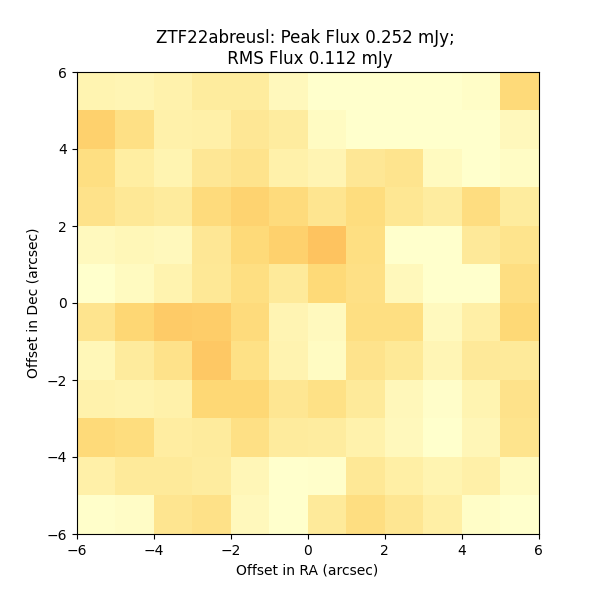 ZTF22abreusl: Peak Flux 0.252 mJy;
RMS Flux 0.112 mJy
6
4
2
0
−2
−4
−6
Offset in Dec (arcsec)
−6 −4 −2 0 2 4 6
Offset in RA (arcsec)